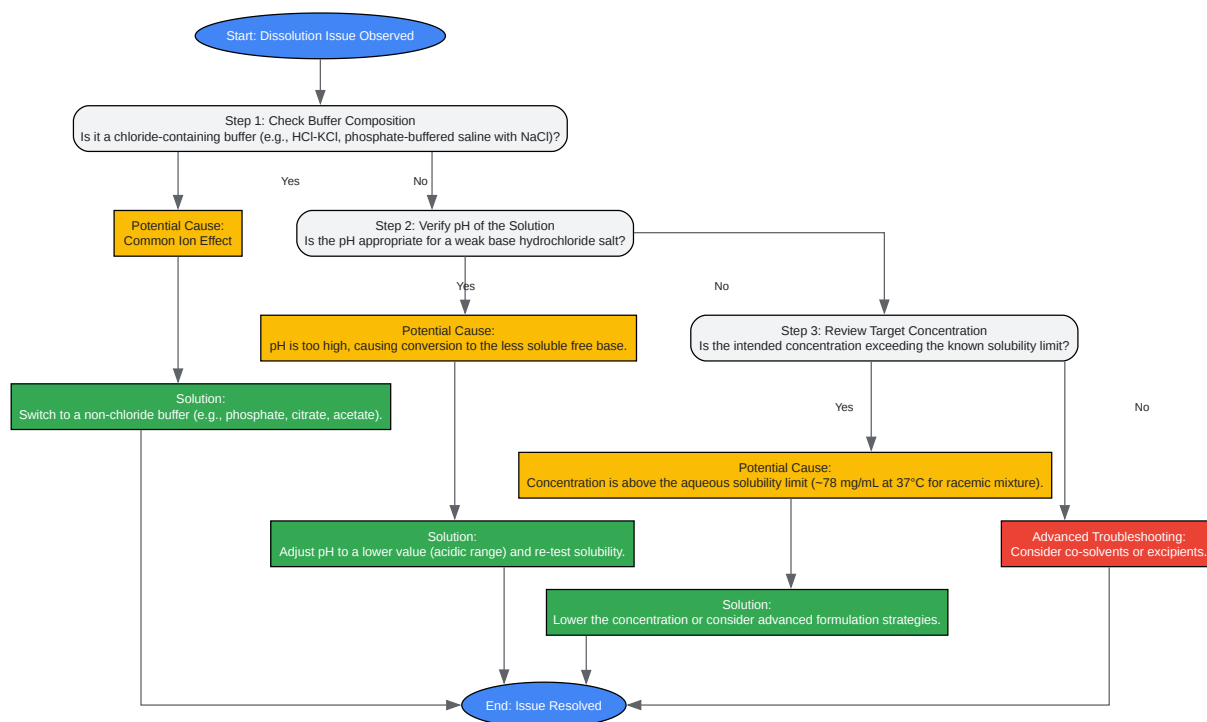 Start: Dissolution Issue Observed
Step 1: Check Buffer Composition
Is it a chloride-containing buffer (e.g., HCl-KCl, phosphate-buffered saline with NaCl)?
Yes
No
Potential Cause:
Common Ion Effect
Step 2: Verify pH of the Solution
Is the pH appropriate for a weak base hydrochloride salt?
Yes
No
Potential Cause:
pH is too high, causing conversion to the less soluble free base.
Step 3: Review Target Concentration
Is the intended concentration exceeding the known solubility limit?
Solution:
Switch to a non-chloride buffer (e.g., phosphate, citrate, acetate).
Yes
No
Potential Cause:
Concentration is above the aqueous solubility limit (~78 mg/mL at 37°C for racemic mixture).
Solution:
Adjust pH to a lower value (acidic range) and re-test solubility.
Advanced Troubleshooting:
Consider co-solvents or excipients.
Solution:
Lower the concentration or consider advanced formulation strategies.
End: Issue Resolved